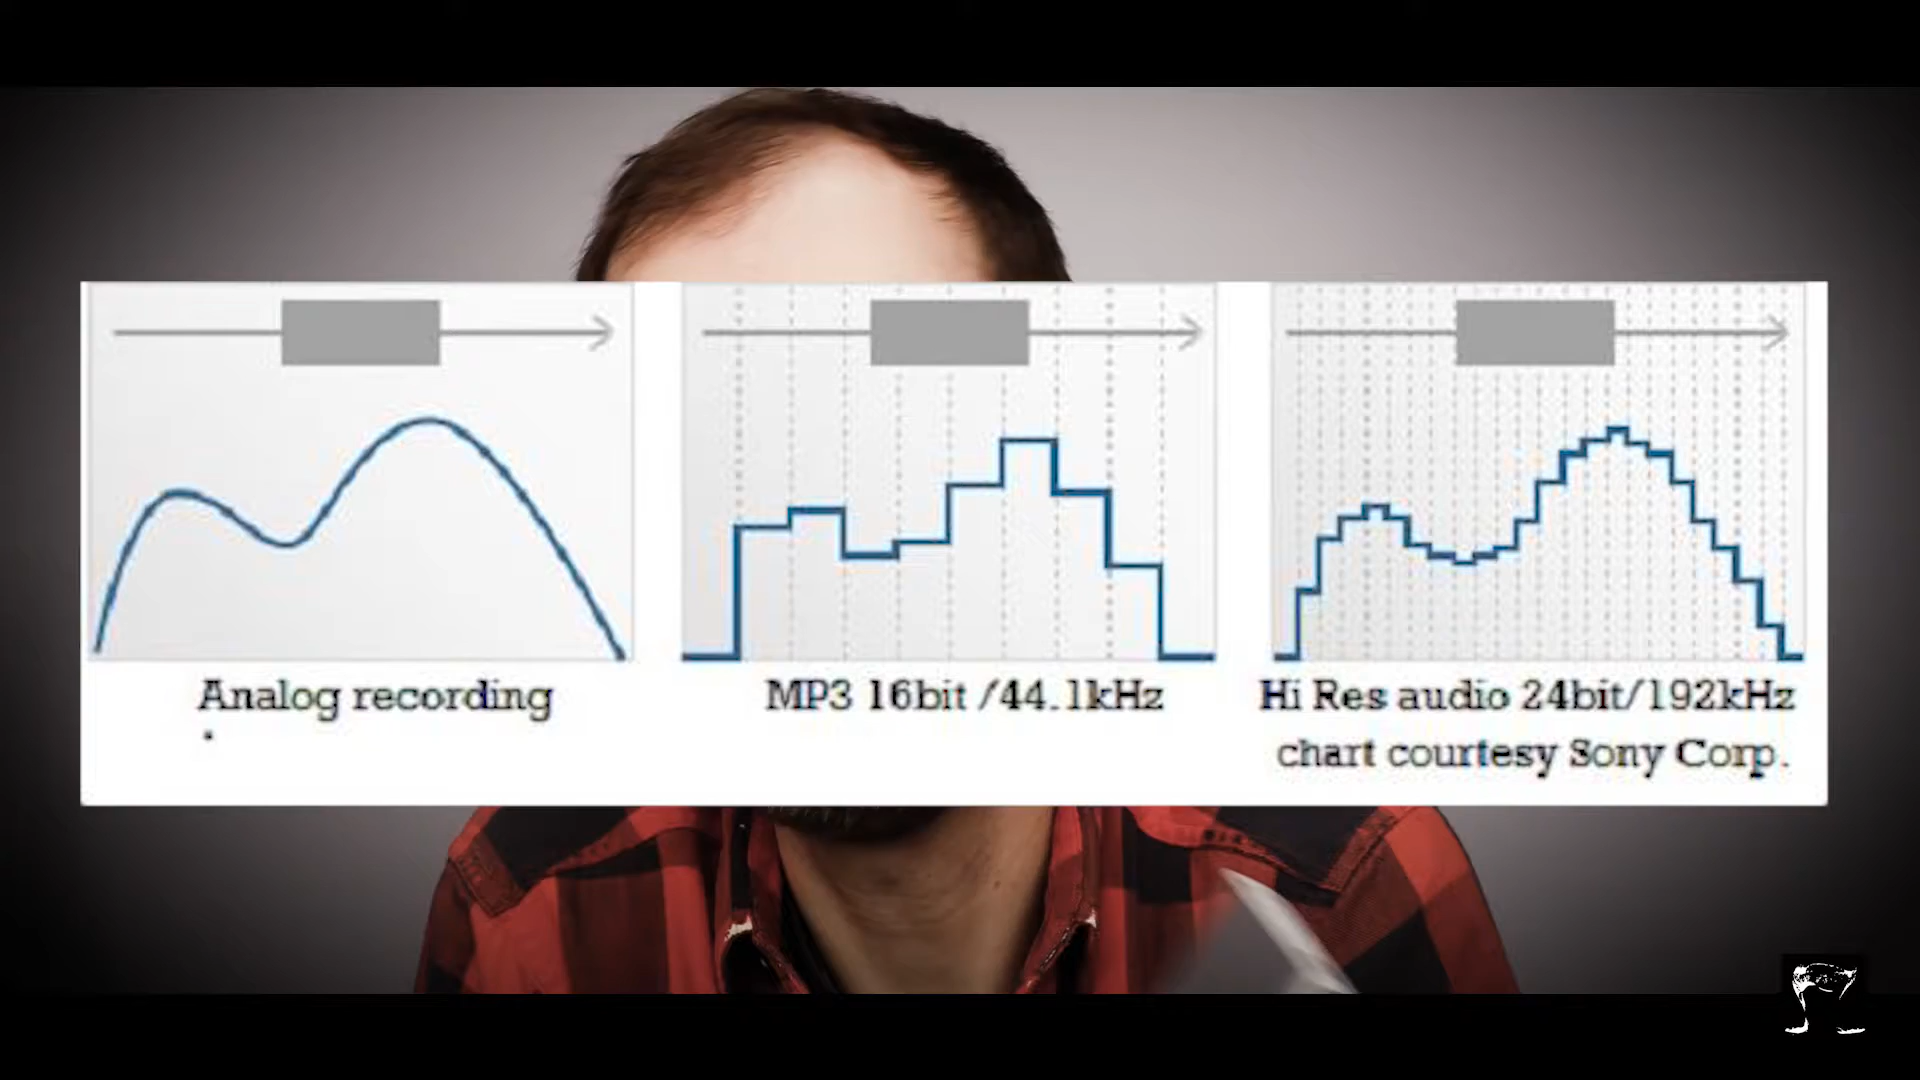 Analog recording
MP3 16bit /44.1kHz
Hi Res audio 24bit/192kHz
chart courtesy Sony Corp.